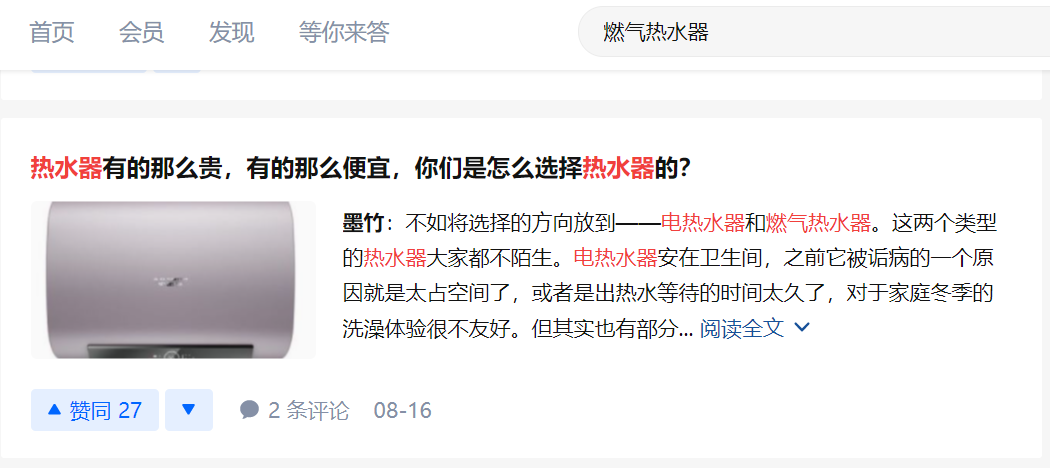 首页 会员 发现 等你来答 燃气热水器
热水器有的那么贵，有的那么便宜，你们是怎么选择热水器的？
墨竹：不如将选择的方向放到——电热水器和燃气热水器。这两个类型
的热水器大家都不陌生。电热水器安在卫生间，之前它被诟病的一个原
因就是太占空间了，或者是出热水等待的时间太久了，对于家庭冬季的
洗澡体验很不友好。但其实也有部分... 阅读全文
赞同 27 2 条评论 08-16